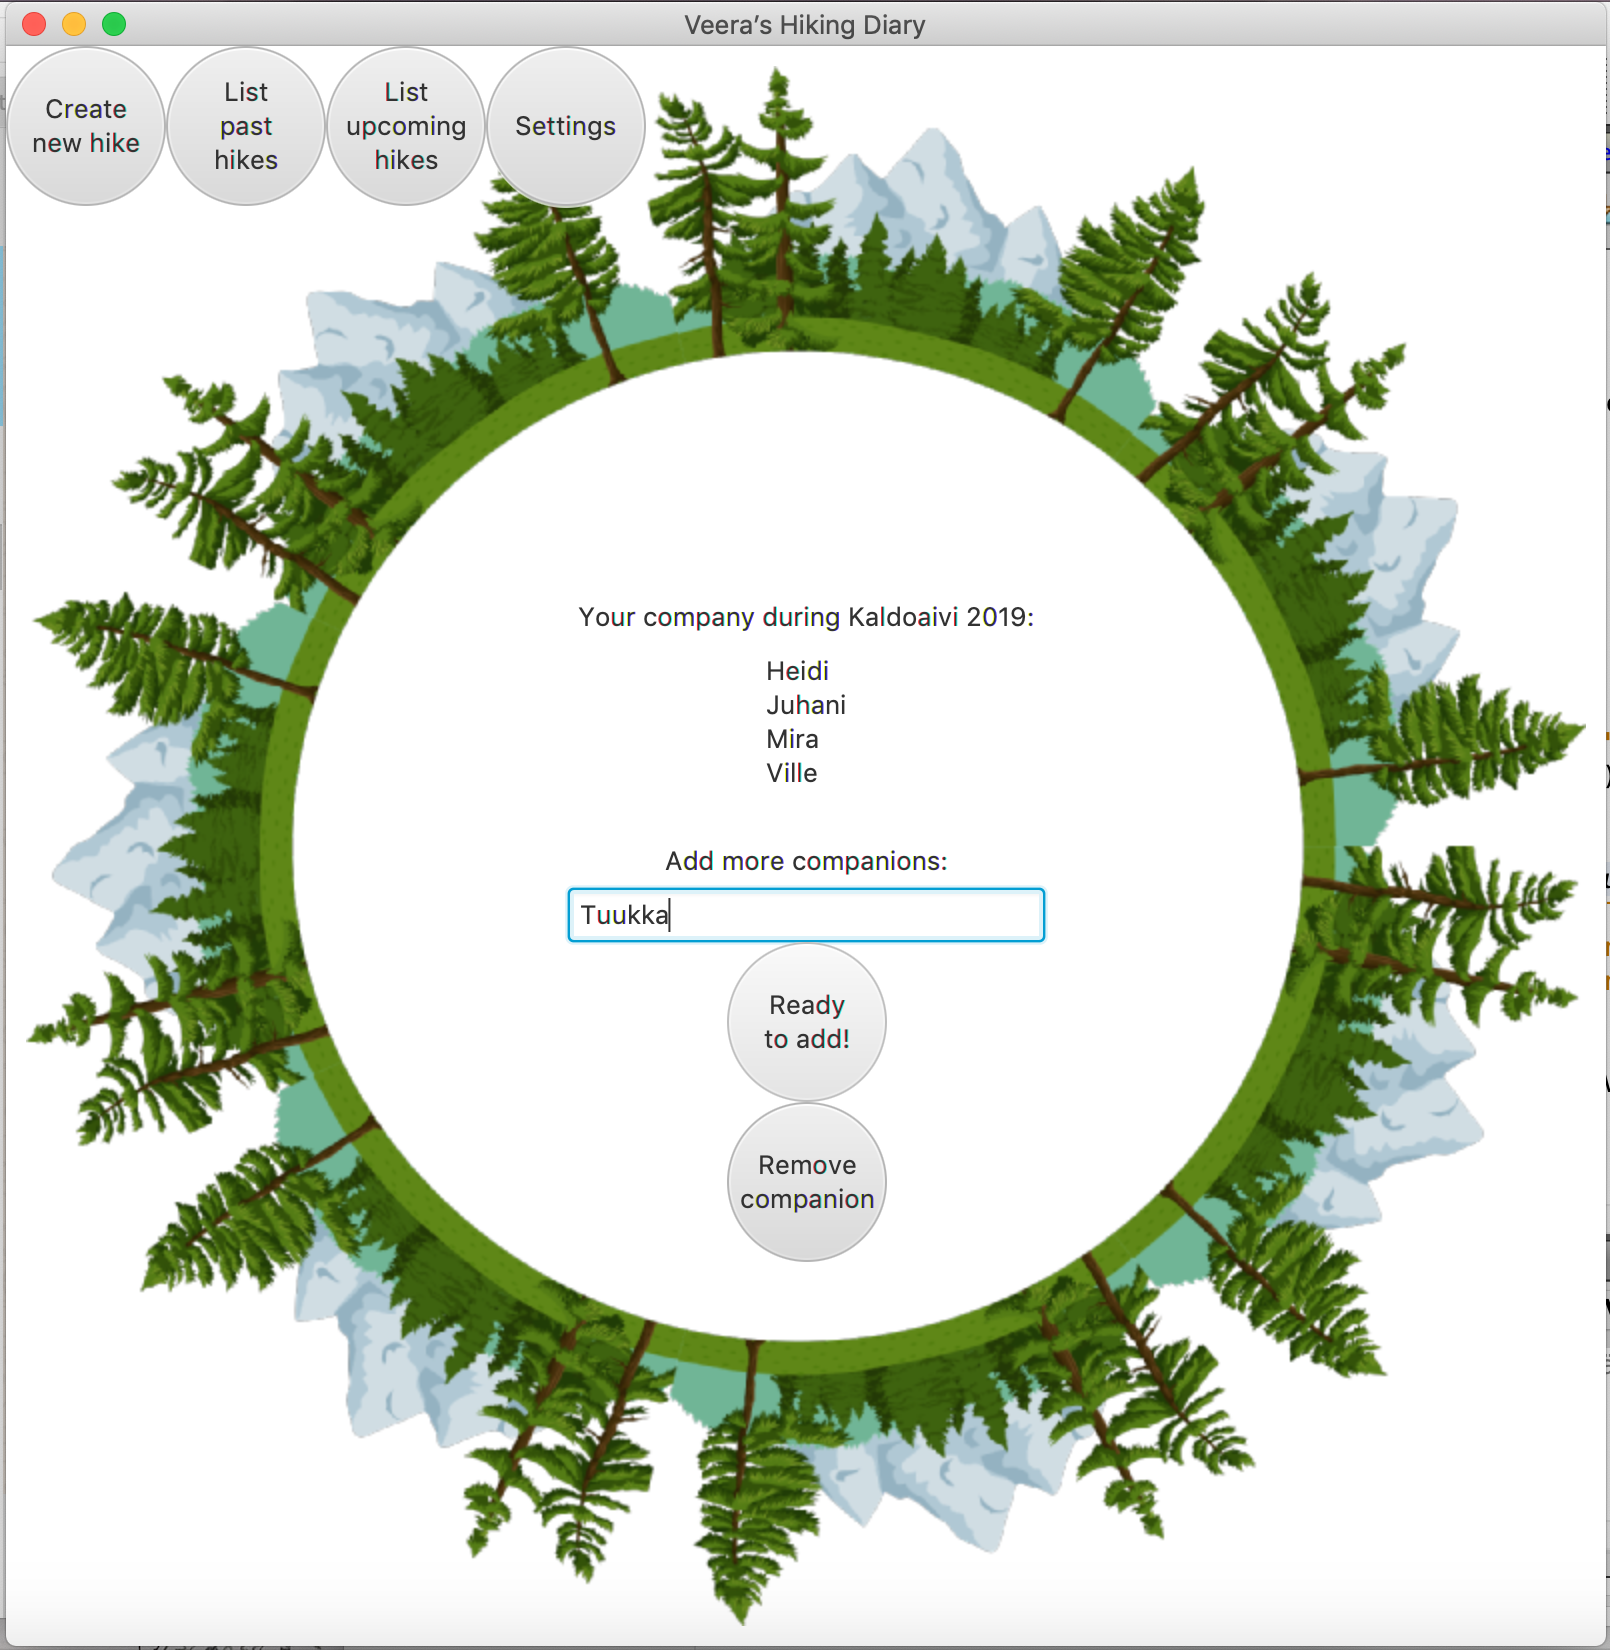 Veera’s Hiking Diary
Create
new hike
List
past
hikes
List
upcoming
hikes
Settings
Your company during Kaldoaivi 2019:
Heidi
Juhani
Mira
Ville
Add more companions:
Tuukka
Ready
to add!
Remove
companion